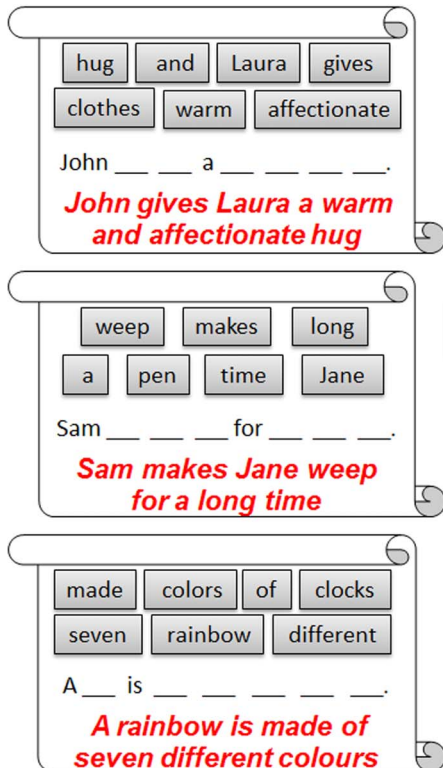 hug and Laura gives
clothes warm affectionate
John ___ ___ a ___ ___ ___ ___.
John gives Laura a warm
and affectionate hug
weep makes long
a pen time Jane
Sam ___ ___ ___ for ___ ___ ___.
Sam makes Jane weep
for a long time
made colors of clocks
seven rainbow different
A ___ is ___ ___ ___ ___ ___.
A rainbow is made of
seven different colours